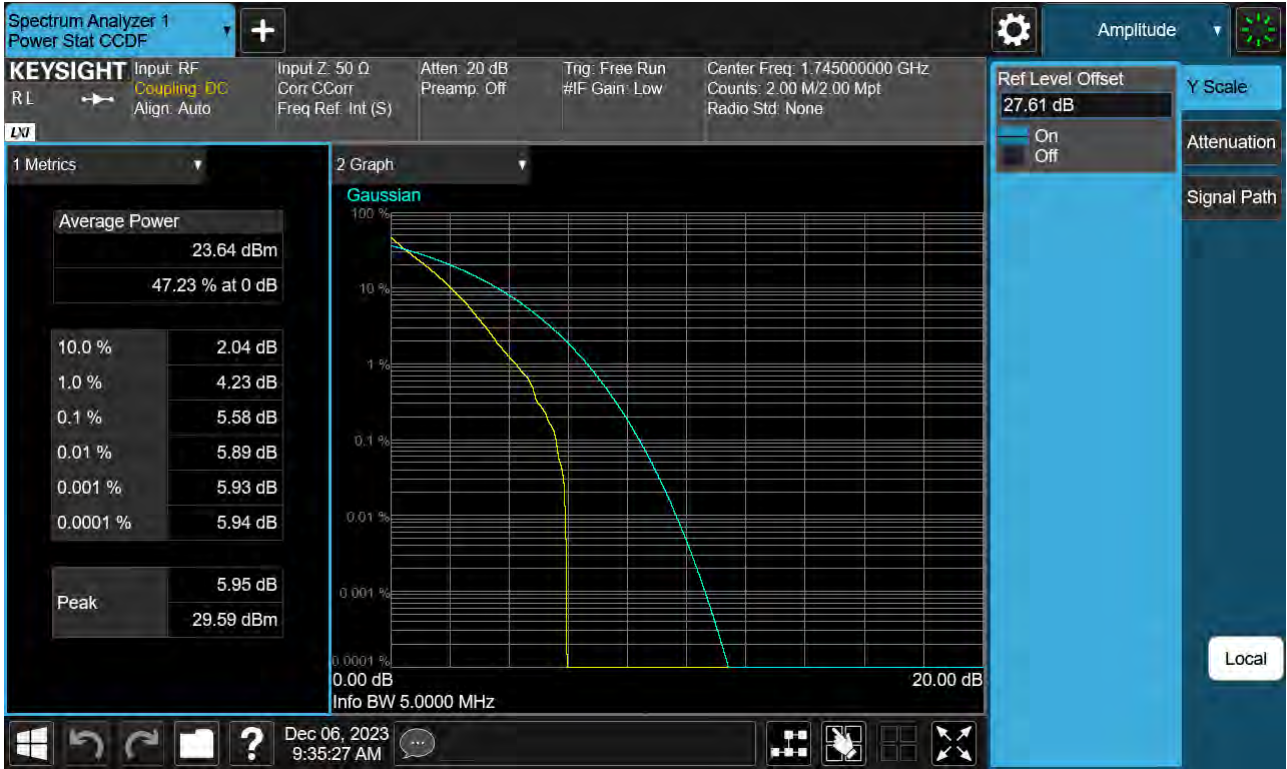 Spectrum Analyzer 1
Power Stat CCDF
+
Amplitude
KEYSIGHT
R L
LXI
Input: RF
Coupling: DC
Align: Auto
Input Z: 50 Ω
Corr CCorr
Freq Ref: Int (S)
Atten: 20 dB
Preamp: Off
Trig: Free Run
#IF Gain: Low
Center Freq: 1.745000000 GHz
Counts: 2.00 M/2.00 Mpt
Radio Std: None
Ref Level Offset
27.61 dB
On
Off
Y Scale
Attenuation
Signal Path
Local
1 Metrics
Average Power
23.64 dBm
47.23 % at 0 dB
10.0 % 2.04 dB
1.0 % 4.23 dB
0.1 % 5.58 dB
0.01 % 5.89 dB
0.001 % 5.93 dB
0.0001 % 5.94 dB
Peak
5.95 dB
29.59 dBm
2 Graph
Gaussian
100 %
10 %
1 %
0.1 %
0.01 %
0.001 %
0.0001 %
0.00 dB 20.00 dB
Info BW 5.0000 MHz
?
Dec 06, 2023
9:35:27 AM